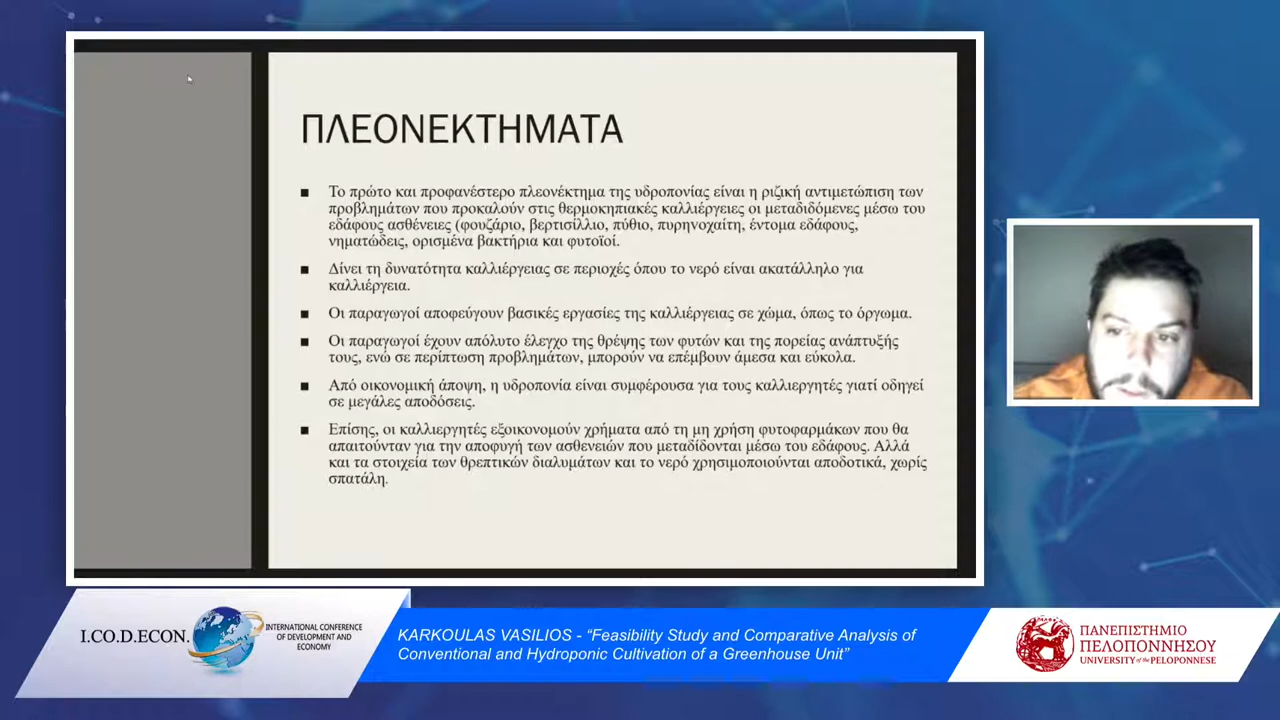 ΠΛΕΟΝΕΚΤΗΜΑΤΑ
Το πρώτο και προφανέστερο πλεονέκτημα της υδροπονίας είναι η ριζική αντιμετώπιση των
προβλημάτων που προκαλούν στις θερμοκηπιακές καλλιέργειες οι μεταδιδόμενες μέσω του
εδάφους ασθένειες (φουζάριο, βερτισίλλιο, πύθιο, πυρηνοχαίτη, έντομα εδάφους,
νηματώδεις, ορισμένα βακτήρια και φυτοϊοί.
Δίνει τη δυνατότητα καλλιέργειας σε περιοχές όπου το νερό είναι ακατάλληλο για
καλλιέργεια.
Οι παραγωγοί αποφεύγουν βασικές εργασίες της καλλιέργειας σε χώμα, όπως το όργωμα.
Οι παραγωγοί έχουν απόλυτο έλεγχο της θρέψης των φυτών και της πορείας ανάπτυξής
τους, ενώ σε περίπτωση προβλημάτων, μπορούν να επέμβουν άμεσα και εύκολα.
Από οικονομική άποψη, η υδροπονία είναι συμφέρουσα για τους καλλιεργητές γιατί οδηγεί
σε μεγάλες αποδόσεις.
Επίσης, οι καλλιεργητές εξοικονομούν χρήματα από τη μη χρήση φυτοφαρμάκων που θα
απαιτούνταν για την αποφυγή των ασθενειών που μεταδίδονται μέσω του εδάφους. Αλλά
και τα στοιχεία των θρεπτικών διαλυμάτων και το νερό χρησιμοποιούνται αποδοτικά, χωρίς
σπατάλη.
I.CO.D.ECON.
INTERNATIONAL CONFERENCE
OF DEVELOPMENT AND
ECONOMY
KARKOULAS VASILIOS - “Feasibility Study and Comparative Analysis of
Conventional and Hydroponic Cultivation of a Greenhouse Unit”
ΠΑΝΕΠΙΣΤΗΜΙΟ
ΠΕΛΟΠΟΝΝΗΣΟΥ
UNIVERSITY of the PELOPONNESE